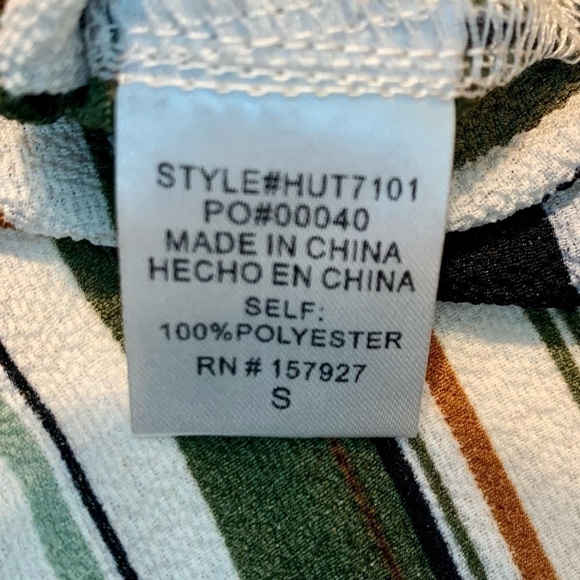 STYLE#HUT7101
PO#00040
MADE IN CHINA
HECHO EN CHINA
SELF:
100%POLYESTER
RN # 157927
S